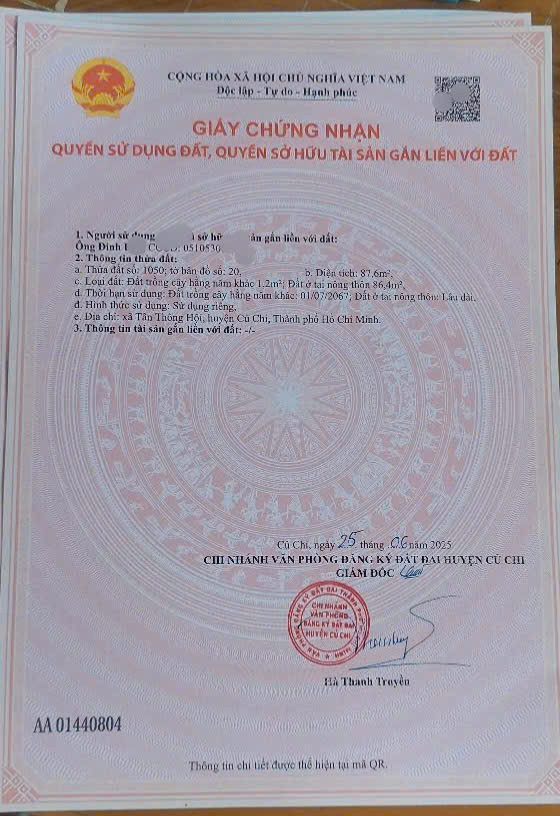 CỘNG HÒA XÃ HỘI CHỦ NGHĨA VIỆT NAM
Độc lập - Tự do - Hạnh phúc
GIẤY CHỨNG NHẬN
QUYỀN SỬ DỤNG ĐẤT, QUYỀN SỞ HỮU TÀI SẢN GẮN LIỀN VỚI ĐẤT
1. Người sử dụng sở hữ ản gắn liền với đất:
Ông Đinh 0510530
2. Thông tin thửa đất:
a. Thửa đất số: 1050; tờ bản đồ số: 20, b. Diện tích: 87,6m²,
c. Loại đất: Đất trồng cây hằng năm khác 1,2m²; Đất ở tại nông thôn 86,4m²,
d. Thời hạn sử dụng: Đất trồng cây hằng năm khác: 01/07/2067; Đất ở tại nông thôn: Lâu dài,
đ. Hình thức sử dụng: Sử dụng riêng,
e. Địa chỉ: xã Tân Thông Hội, huyện Củ Chi, Thành phố Hồ Chí Minh.
3. Thông tin tài sản gắn liền với đất: -/-
Củ Chi, ngày 25 tháng 06 năm 2025
CHI NHÁNH VĂN PHÒNG ĐĂNG KÝ ĐẤT ĐAI HUYỆN CỦ CHI
GIÁM ĐỐC
CHI NHÁNH
VĂN PHÒNG
ĐĂNG KÝ ĐẤT ĐAI
HUYỆN CỦ CHI
Hà Thanh Truyền
AA 01440804
Thông tin chi tiết được thể hiện tại mã QR.